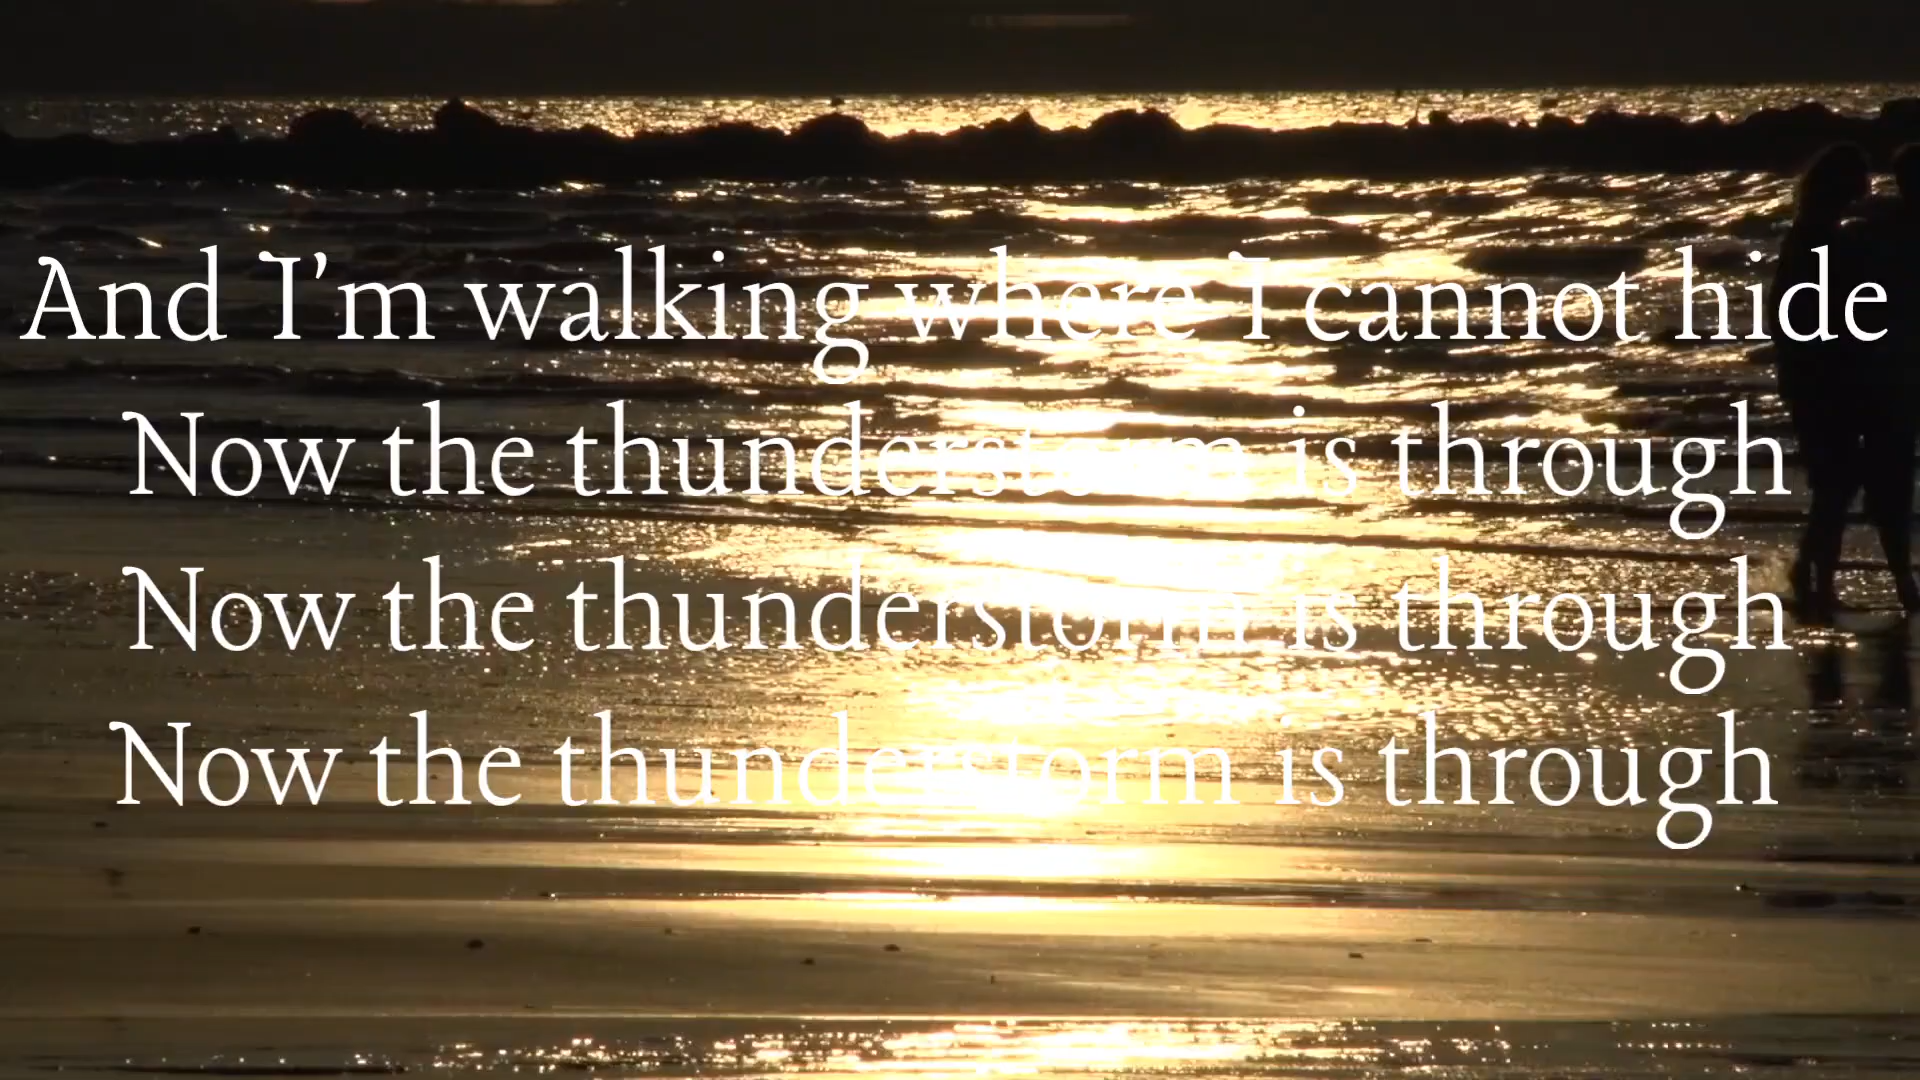 And I’m walking where I cannot hide
Now the thunderstorm is through
Now the thunderstorm is through
Now the thunderstorm is through